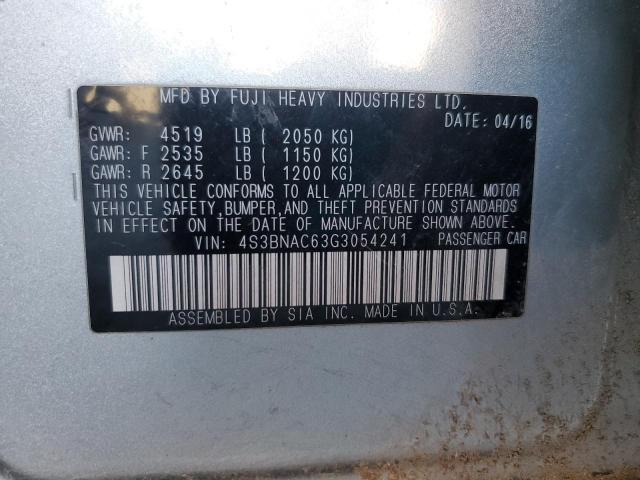 MFD BY FUJI HEAVY INDUSTRIES LTD.
DATE: 04/16
GVWR: 4519 LB ( 2050 KG)
GAWR: F 2535 LB ( 1150 KG)
GAWR: R 2645 LB ( 1200 KG)
THIS VEHICLE CONFORMS TO ALL APPLICABLE FEDERAL MOTOR
VEHICLE SAFETY,BUMPER,AND THEFT PREVENTION STANDARDS
IN EFFECT ON THE DATE OF MANUFACTURE SHOWN ABOVE.
VIN: 4S3BNAC63G3054241 PASSENGER CAR
ASSEMBLED BY SIA INC. MADE IN U.S.A.